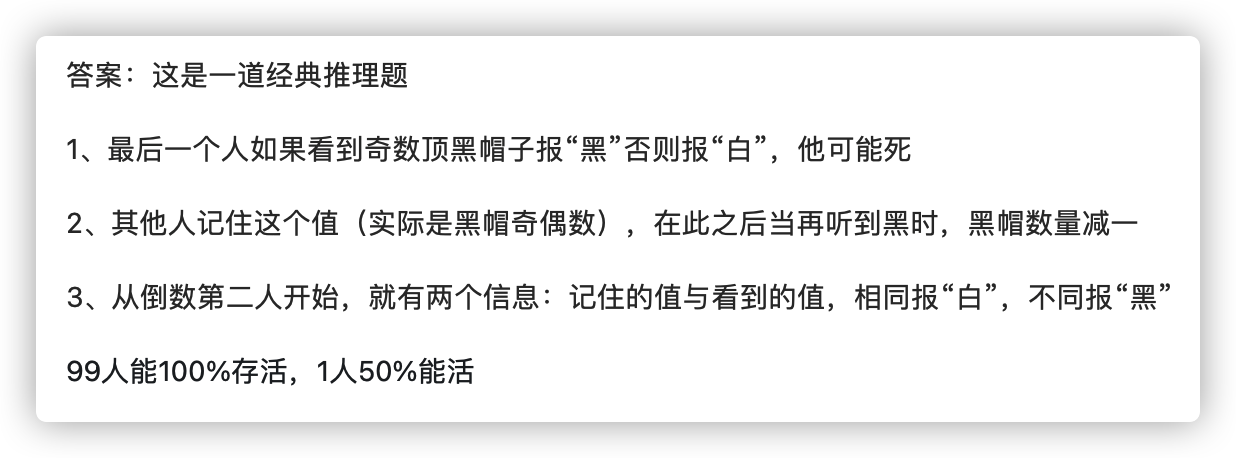 答案：这是一道经典推理题
1、最后一个人如果看到奇数顶黑帽子报“黑”否则报“白”，他可能死
2、其他人记住这个值（实际是黑帽奇偶数），在此之后当再听到黑时，黑帽数量减一
3、从倒数第二人开始，就有两个信息：记住的值与看到的值，相同报“白”，不同报“黑”
99人能100%存活，1人50%能活